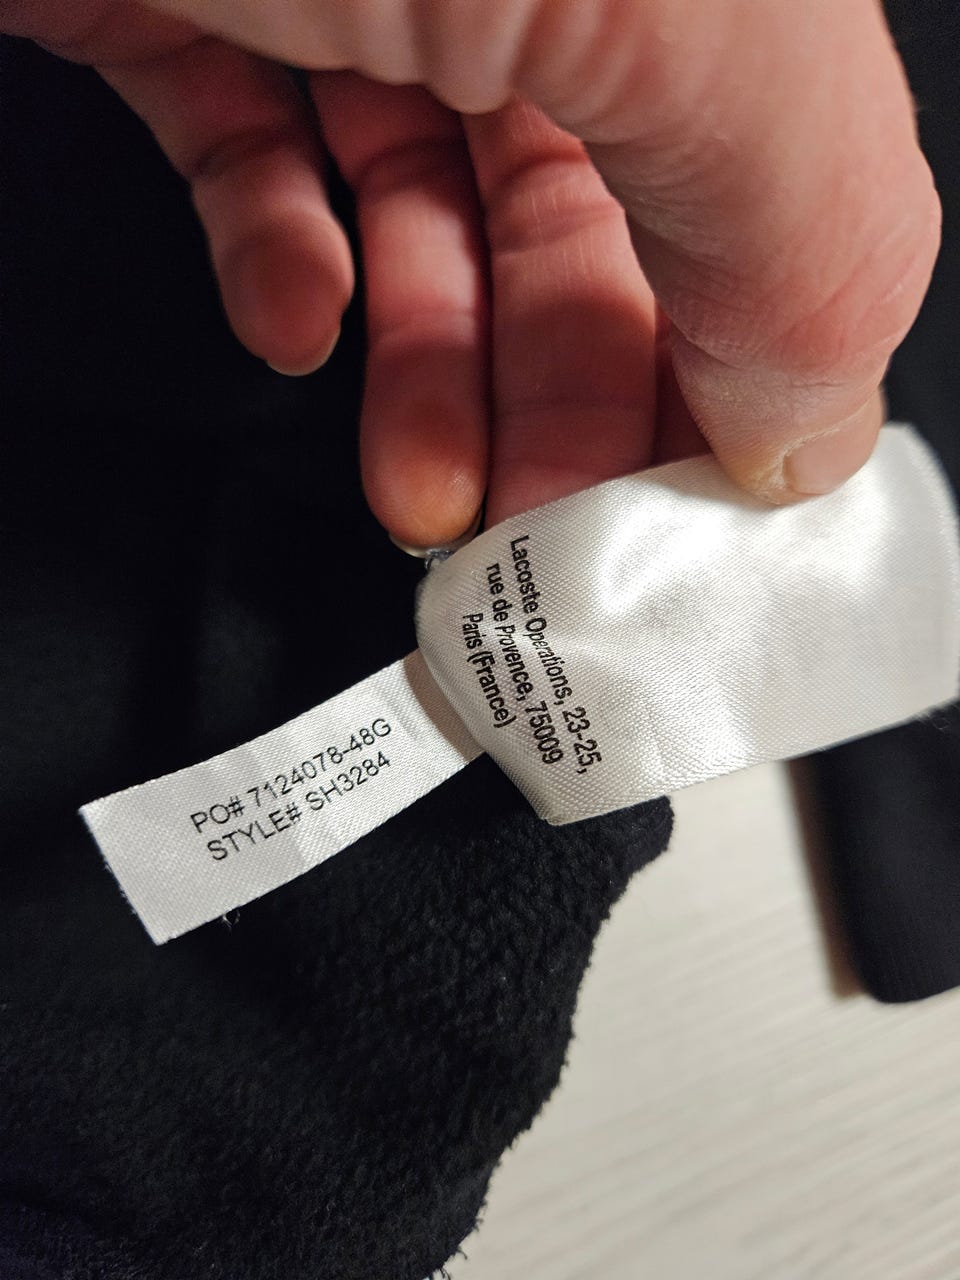 Lacoste Operations, 23-25,
rue de Provence, 75009
Paris (France)
PO# 7124078-48G
STYLE# SH3284